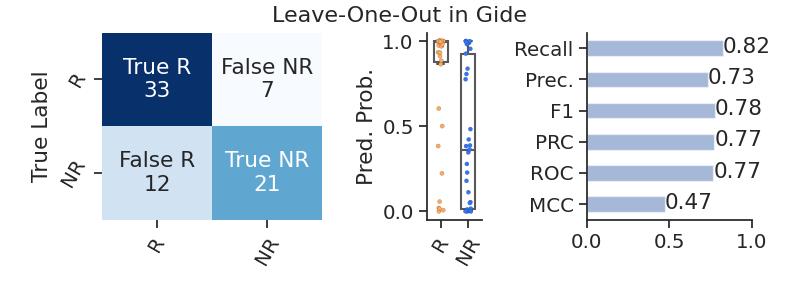 Leave-One-Out in Gide
True Label
R
NR
True R
33
False NR
7
False R
12
True NR
21
R
NR
Pred. Prob.
1.0
0.5
0.0
R
NR
Recall
0.82
Prec.
0.73
F1
0.78
PRC
0.77
ROC
0.77
MCC
0.47
0.0
0.5
1.0